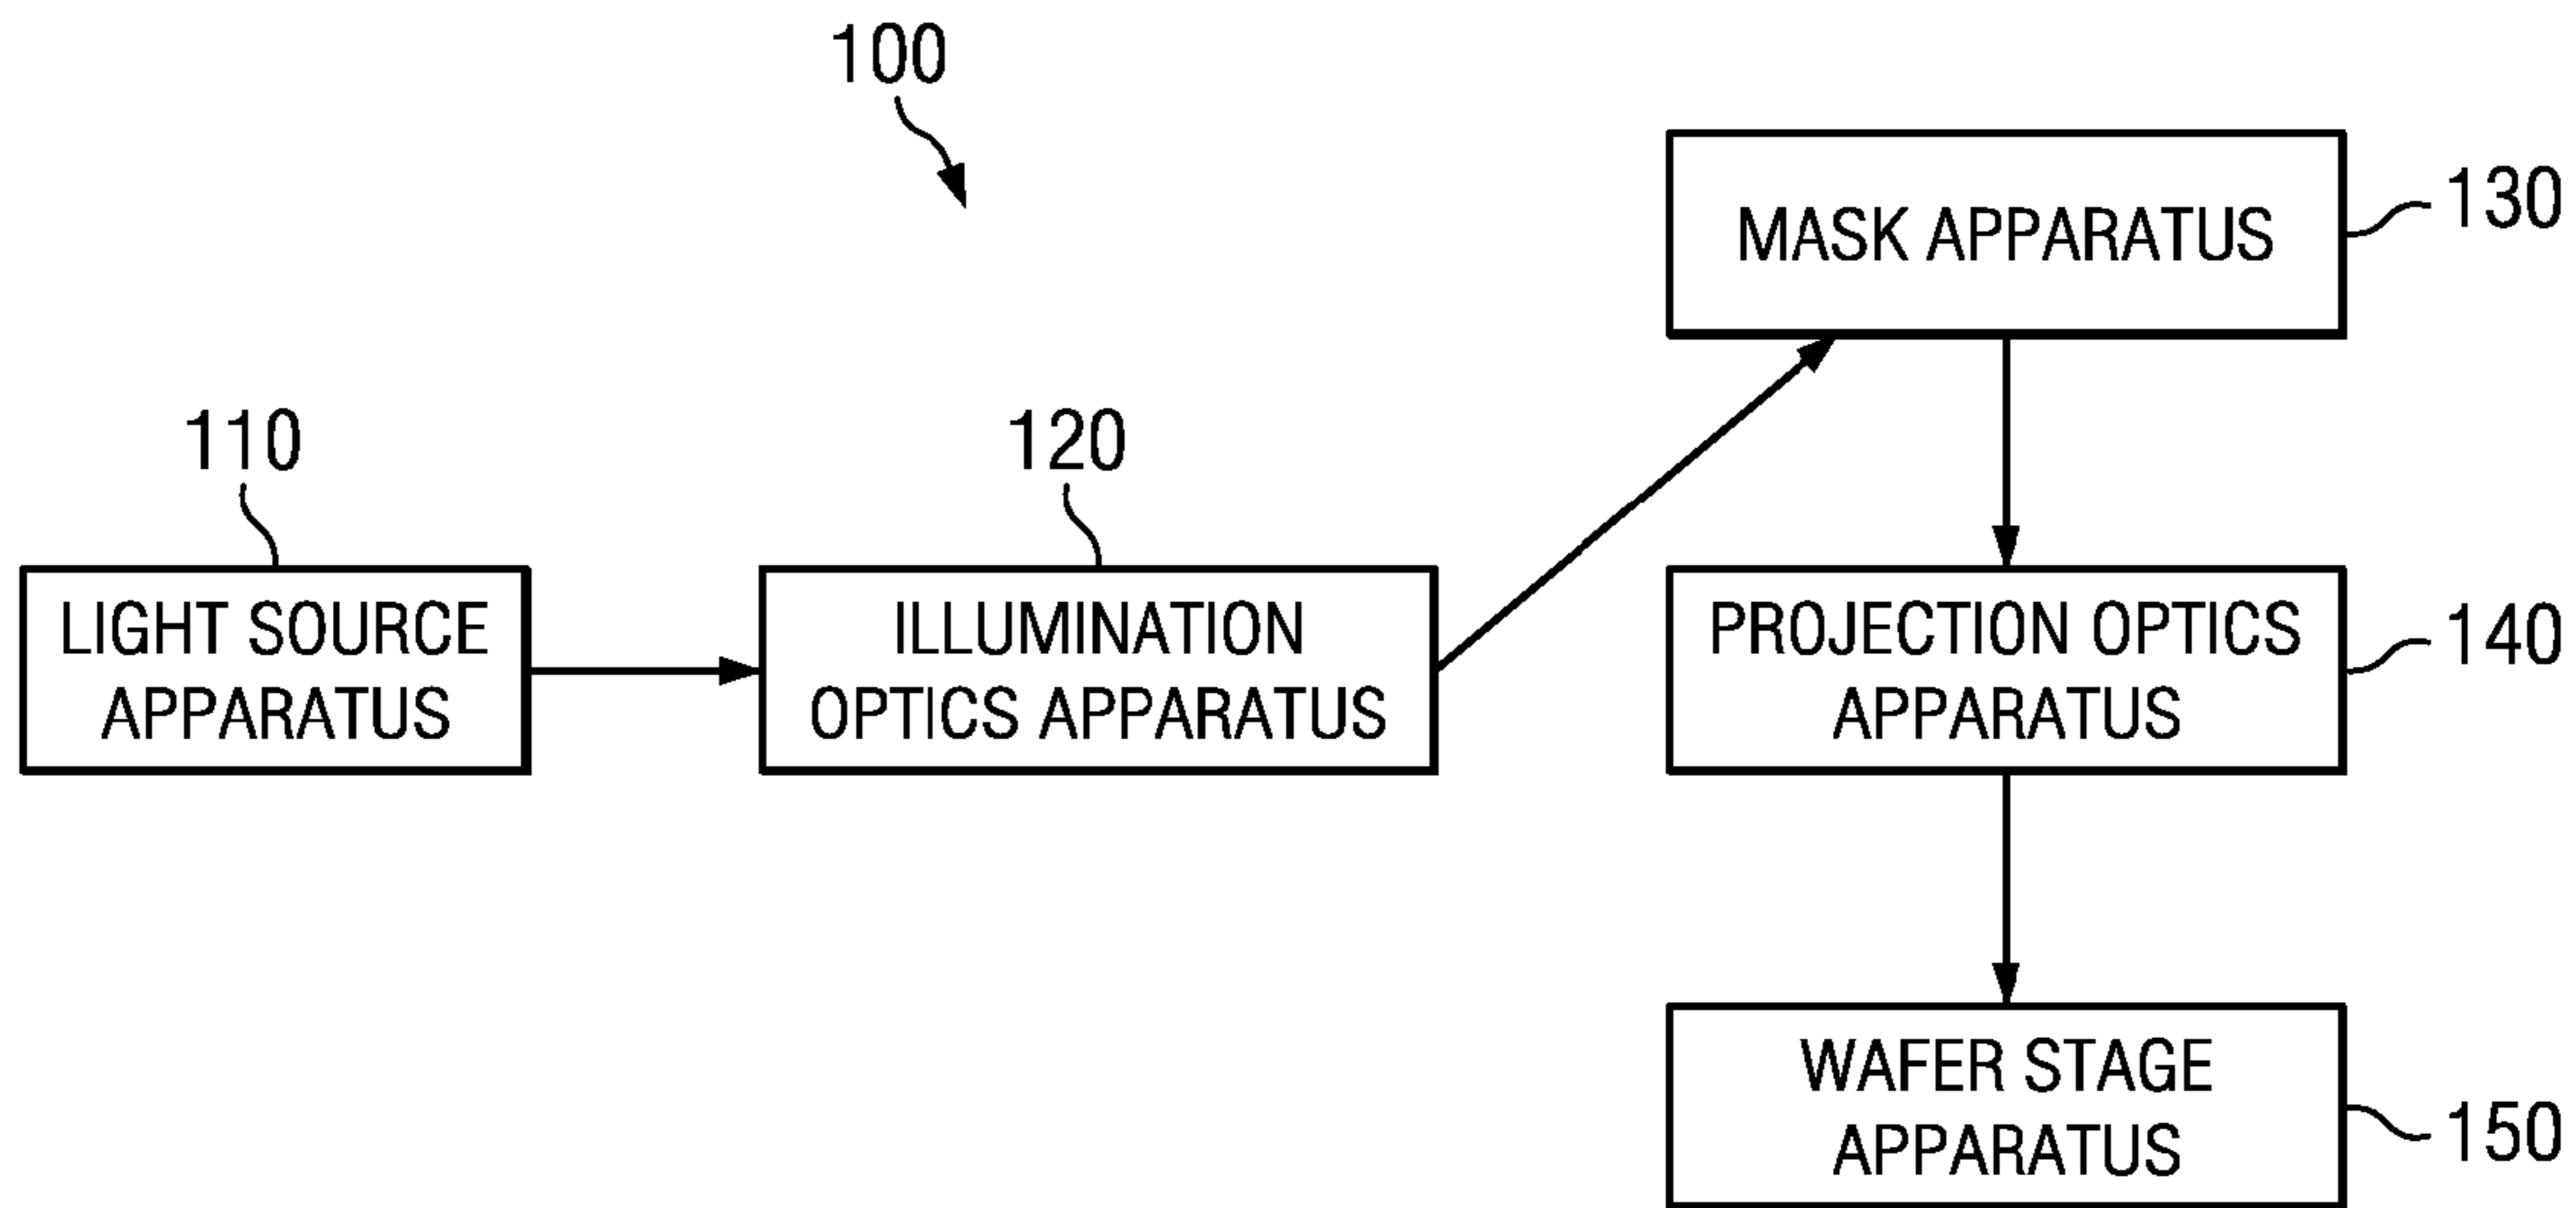 100
MASK APPARATUS
130
110
120
LIGHT SOURCE
APPARATUS
ILLUMINATION
OPTICS APPARATUS
PROJECTION OPTICS
APPARATUS
140
WAFER STAGE
APPARATUS
150